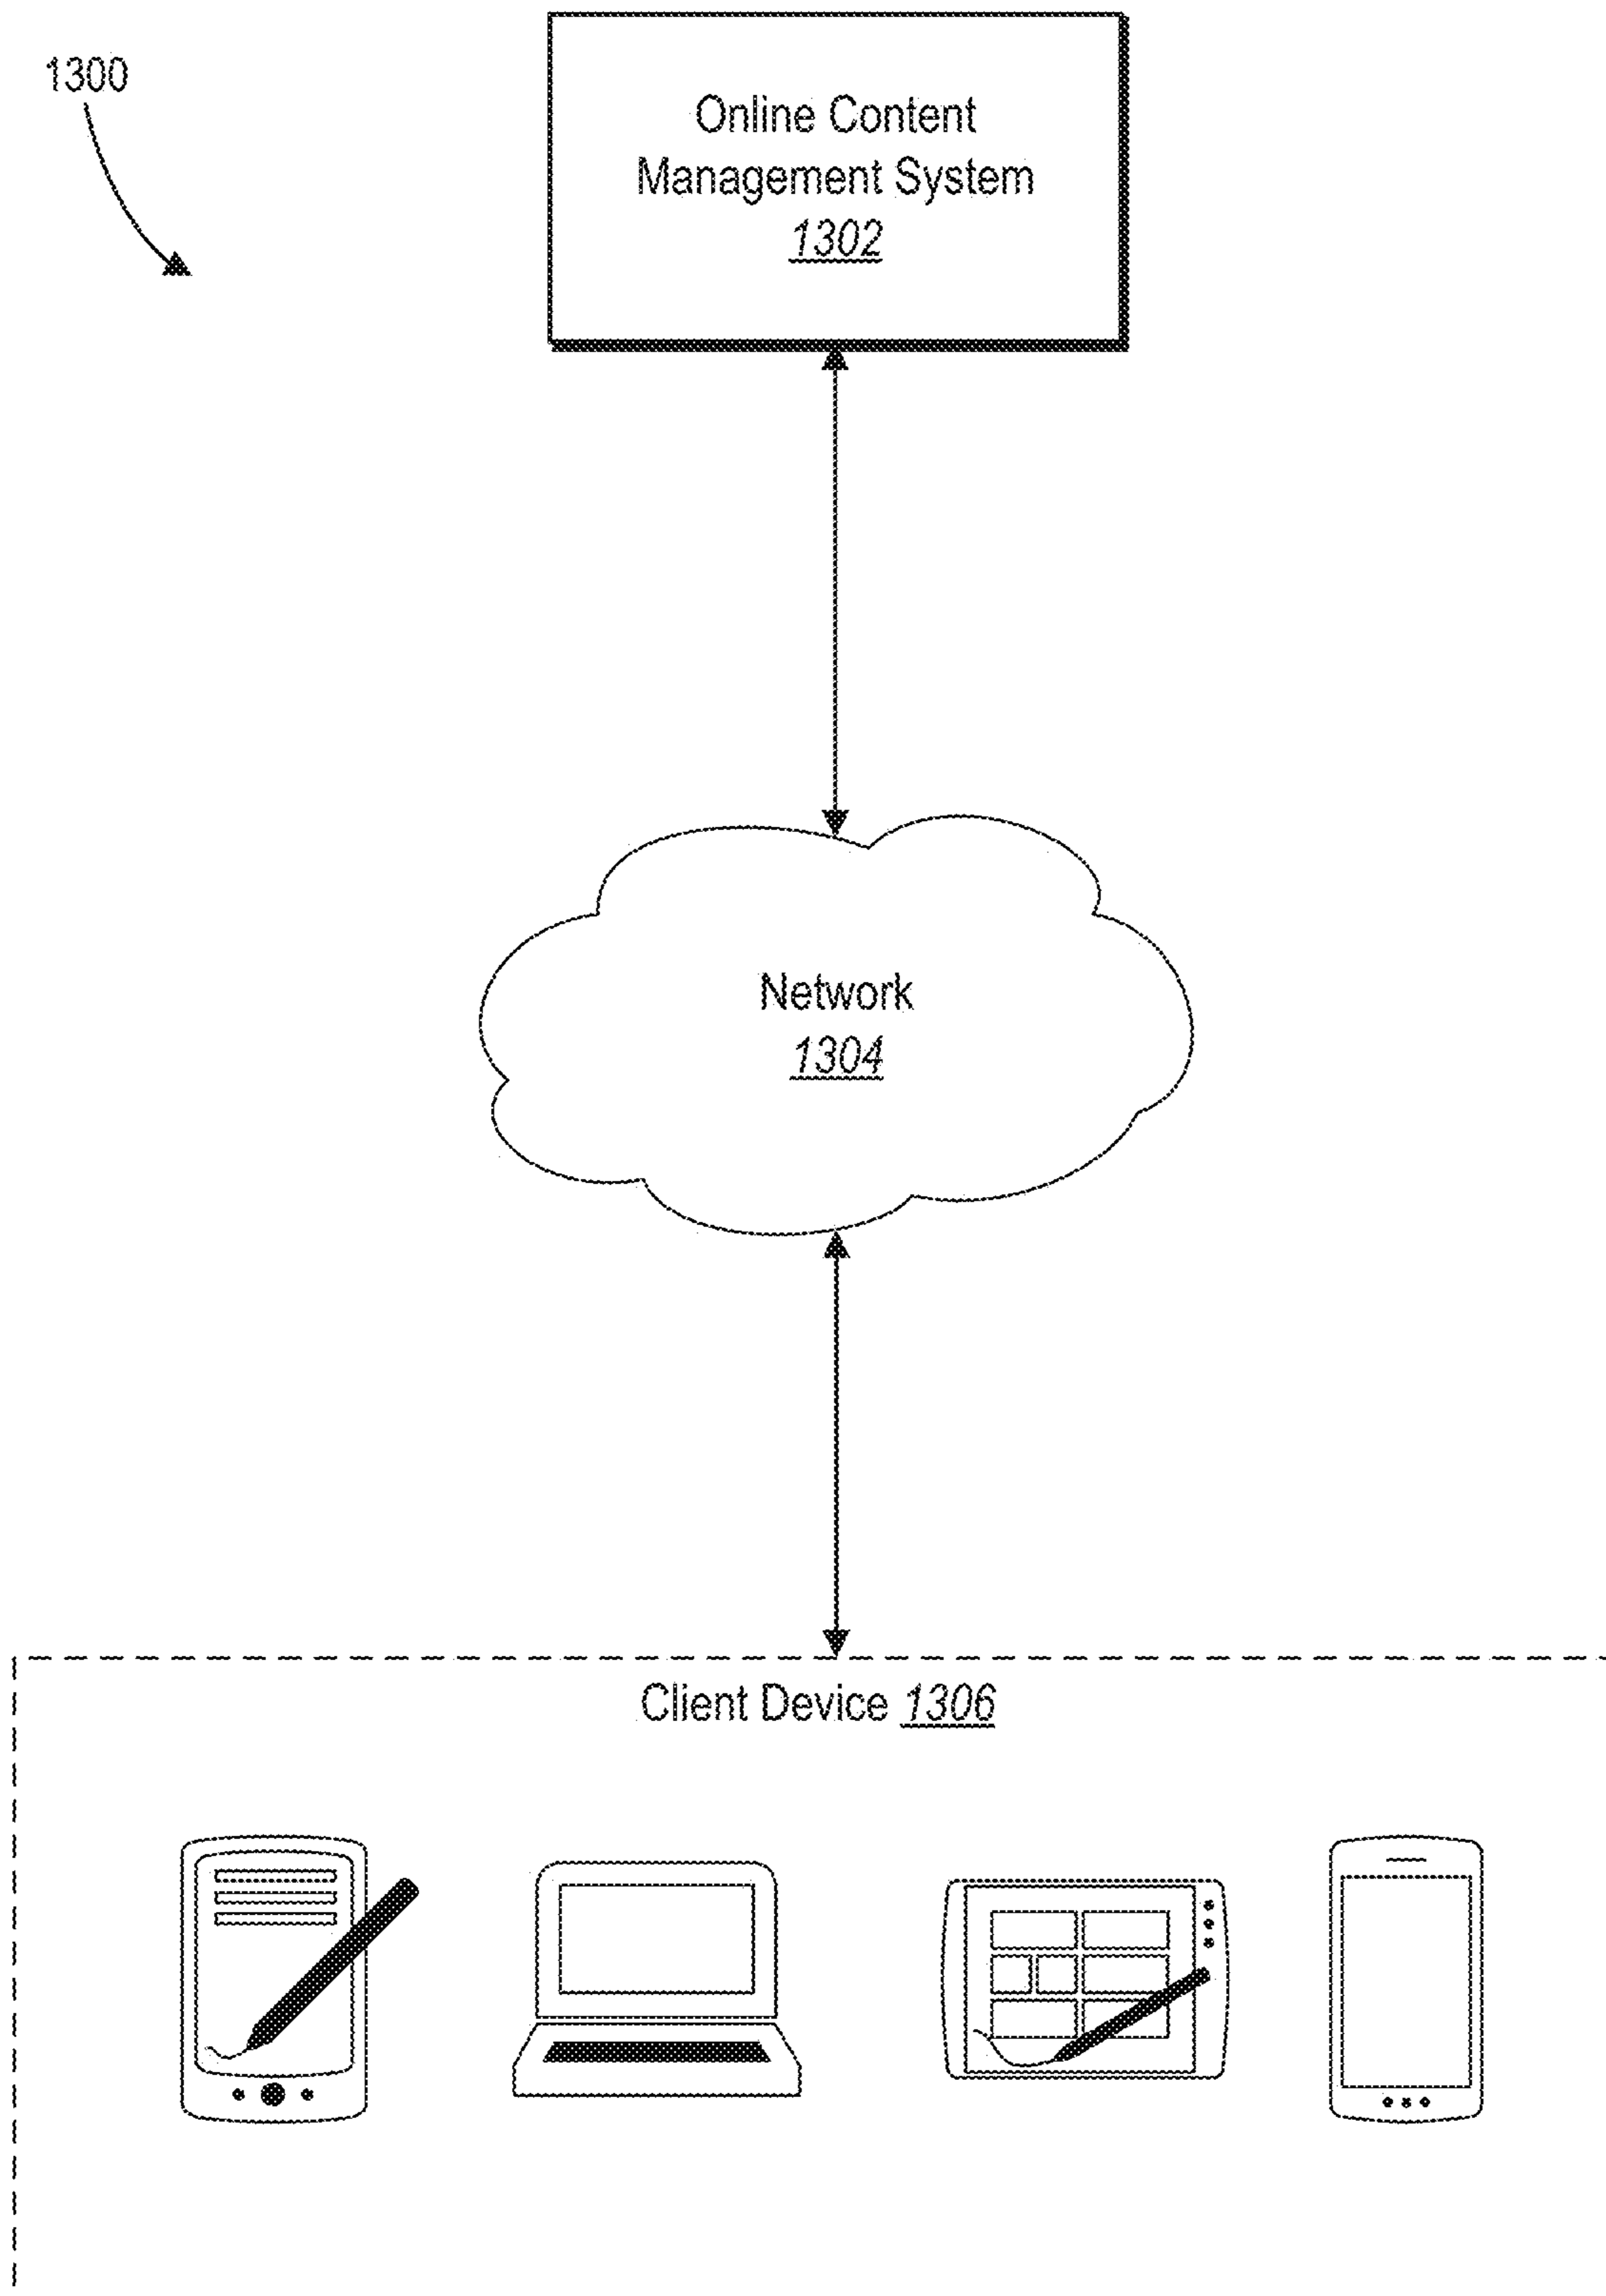 1300
Online Content
Management System
1302
Network
1304
Client Device 1306